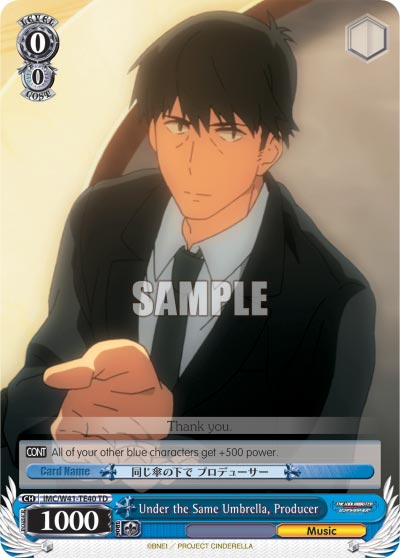 LEVEL
0
0
COST
SAMPLE
Thank you.
CONT All of your other blue characters get +500 power.
Card Name 同じ傘の下で プロデューサー
CH IMC/W41-TE40 TD
Under the Same Umbrella, Producer
1000
Music
©BNEI / PROJECT CINDERELLA